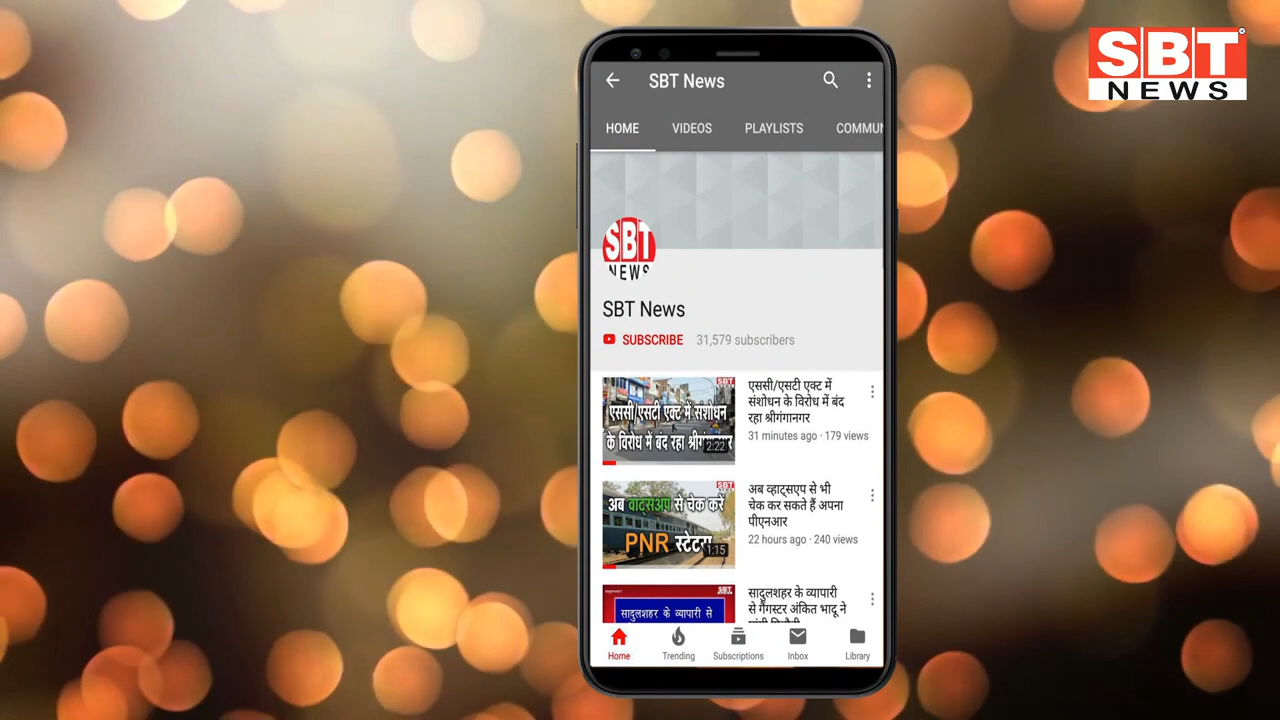 SBT
NEWS
SBT News
HOME VIDEOS PLAYLISTS COMMUN
SBT
NEWS
SBT News
SUBSCRIBE 31,579 subscribers
SBT
एससी/एसटी एक्ट में संशोधन
के विरोध में बंद रहा श्रीगंगानगर
2:22
एससी/एसटी एक्ट में
संशोधन के विरोध में बंद
रहा श्रीगंगानगर
31 minutes ago · 179 views
SBT
अब वाट्सअप से चेक करें
PNR स्टेटस
1:15
अब व्हाट्सएप से भी
चेक कर सकते हैं अपना
पीएनआर
22 hours ago · 240 views
SBT
सादुलशहर के व्यापारी से
सादुलशहर के व्यापारी
से गैंगस्टर अंकित भादू ने
Home Trending Subscriptions Inbox Library